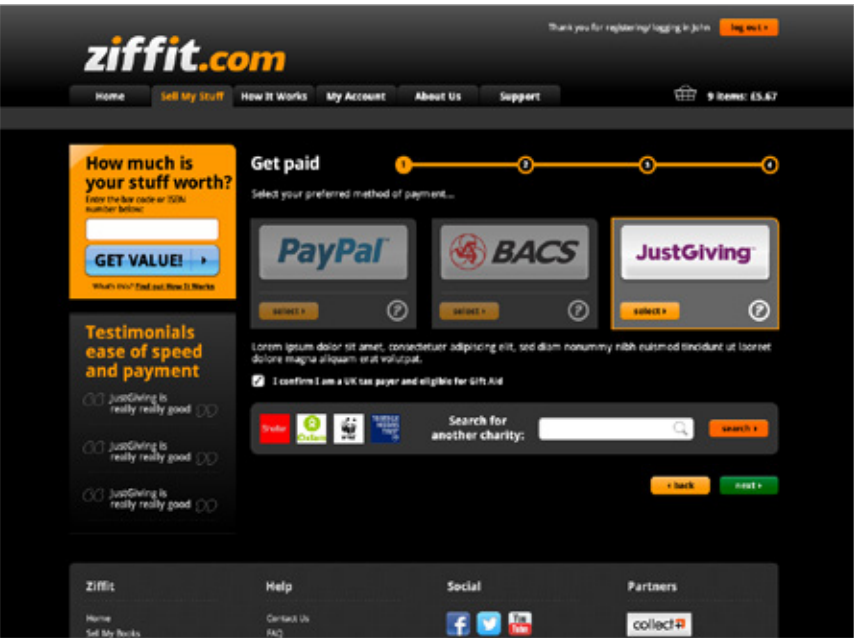 Thank you for registering/logging in John
log out
ziffit.com
Home
Sell My Stuff
How It Works
My Account
About Us
Support
9 items: £5.67
How much is
your stuff worth?
Enter the bar code or ISBN
number below:
GET VALUE!
What's this? Find out How It Works
Testimonials
ease of speed
and payment
JustGiving is
really really good
JustGiving is
really really good
JustGiving is
really really good
Get paid
1
2
3
4
Select your preferred method of payment...
PayPal
BACS
JustGiving
select
?
select
?
select
?
Lorem ipsum dolor sit amet, consectetuer adipiscing elit, sed diam nonummy nibh euismod tincidunt ut laoreet
dolore magna aliquam erat volutpat.
I confirm I am a UK tax payer and eligible for Gift Aid
Oxfam
WWF
Search for
another charity:
search
back
next
Ziffit
Home
Sell My Books
Help
Contact Us
FAQ
Social
You
Tube
Partners
collect+